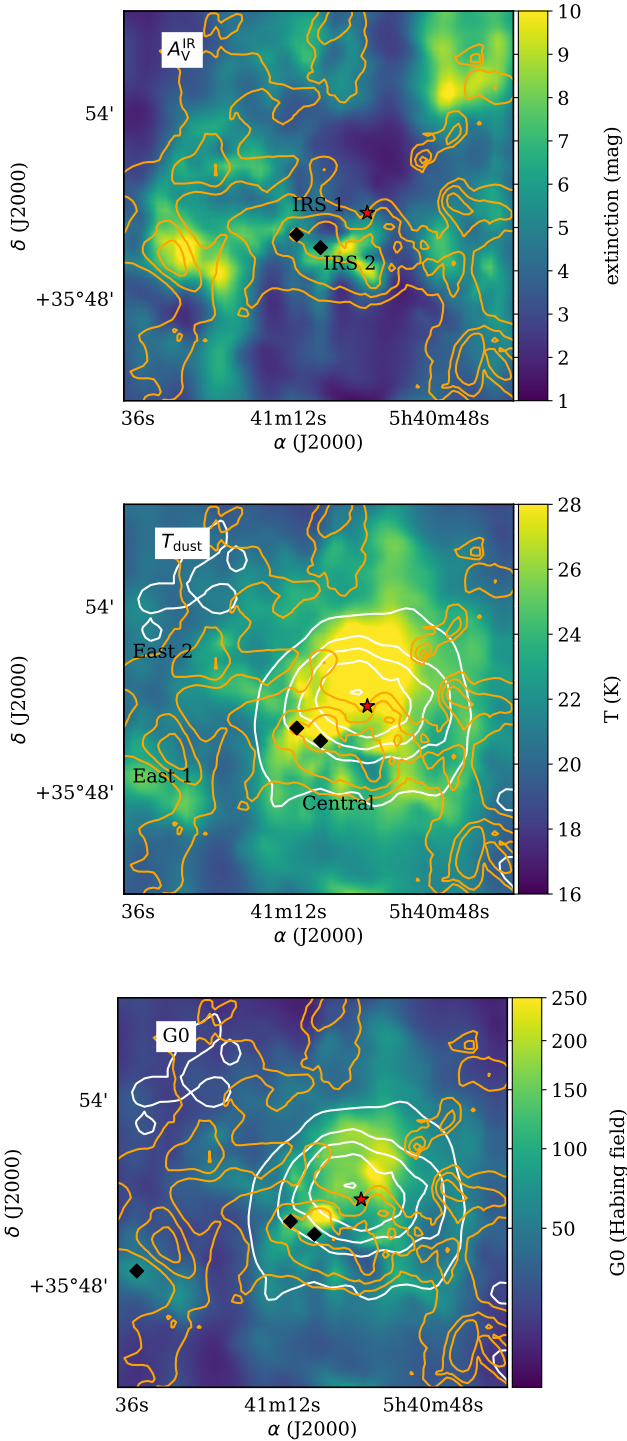 A_V^IR
IRS 1
IRS 2
54'
+35°48'
δ (J2000)
36s 41m12s 5h40m48s
α (J2000)
10
9
8
7
6
5
4
3
2
1
extinction (mag)
T_dust
East 2
East 1
Central
54'
+35°48'
δ (J2000)
36s 41m12s 5h40m48s
α (J2000)
28
26
24
22
20
18
16
T (K)
G0
54'
+35°48'
δ (J2000)
36s 41m12s 5h40m48s
α (J2000)
250
200
150
100
50
G0 (Habing field)